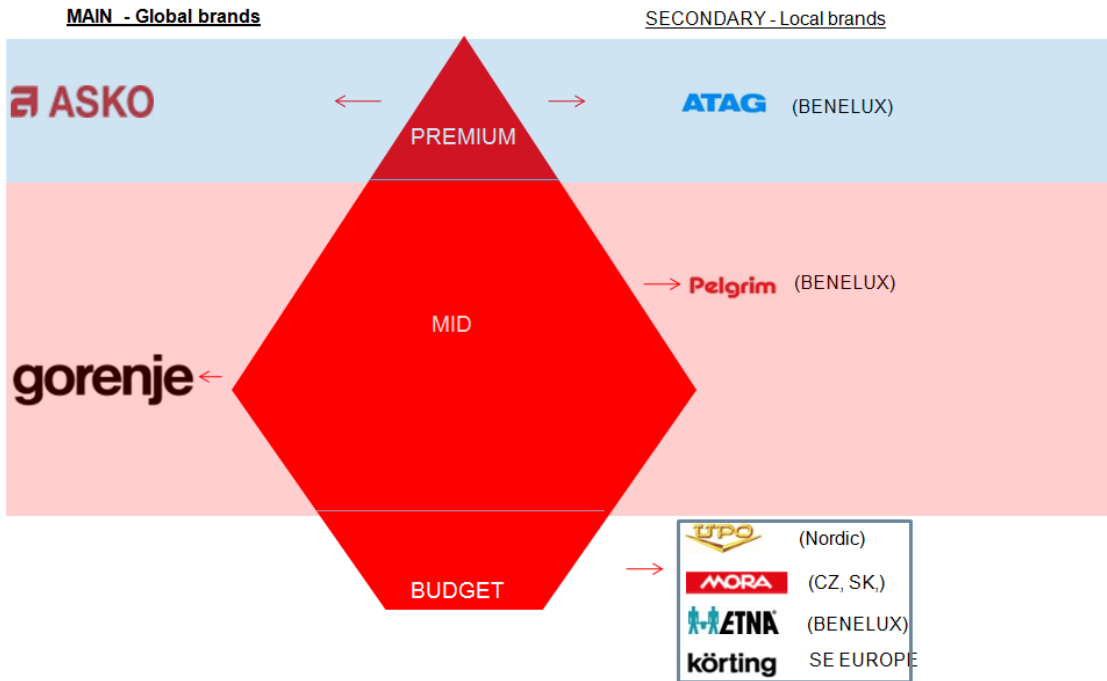 MAIN - Global brands
SECONDARY - Local brands
ASKO
PREMIUM
ATAG (BENELUX)
MID
Pelgrim (BENELUX)
gorenje
BUDGET
UPO (Nordic)
MORA (CZ, SK,)
ETNA (BENELUX)
körting SE EUROPE